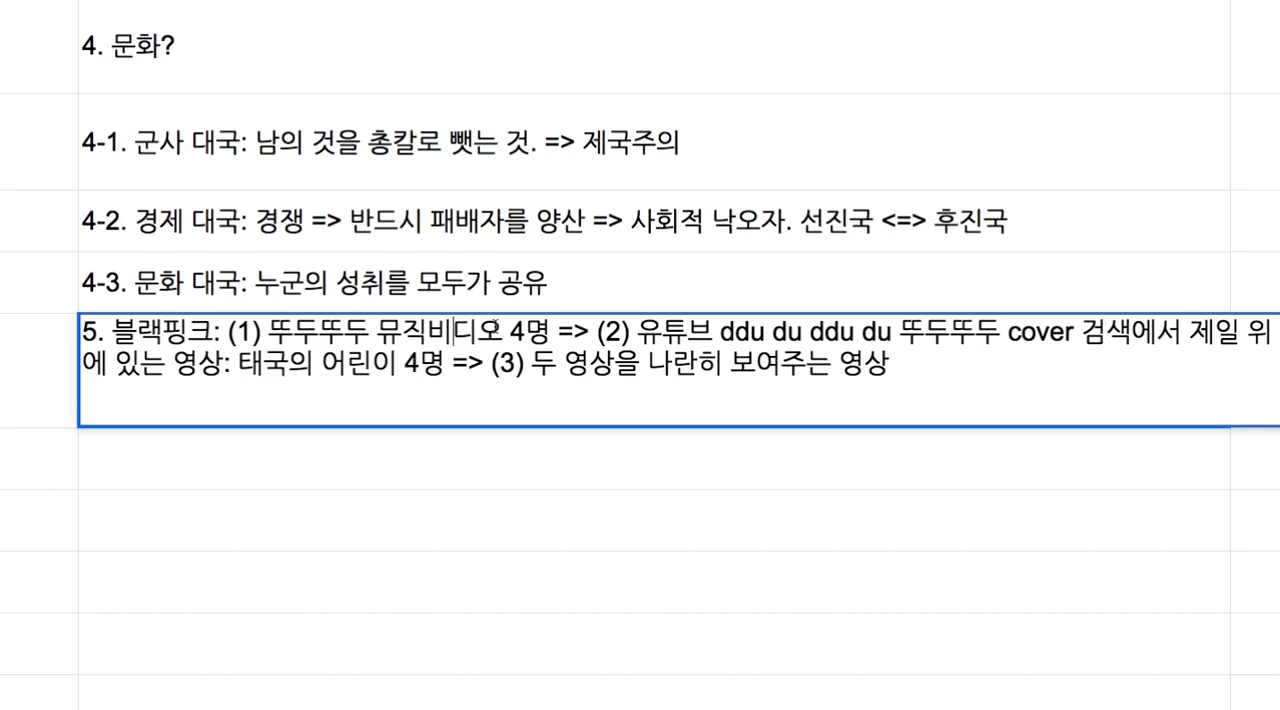 4. 문화?
4-1. 군사 대국: 남의 것을 총칼로 뺏는 것. => 제국주의
4-2. 경제 대국: 경쟁 => 반드시 패배자를 양산 => 사회적 낙오자. 선진국 <=> 후진국
4-3. 문화 대국: 누군의 성취를 모두가 공유
5. 블랙핑크: (1) 뚜두뚜두 뮤직비디오 4명 => (2) 유튜브 ddu du ddu du 뚜두뚜두 cover 검색에서 제일 위
에 있는 영상: 태국의 어린이 4명 => (3) 두 영상을 나란히 보여주는 영상